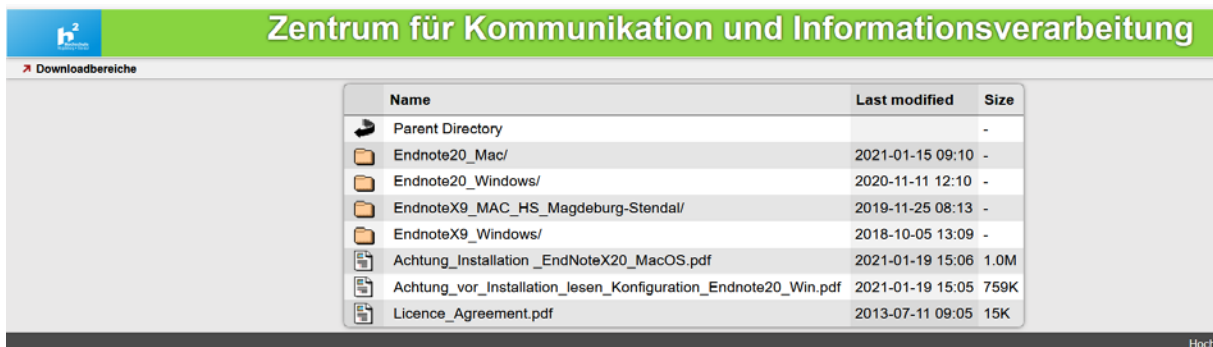 h²
Zentrum für Kommunikation und Informationsverarbeitung
Downloadbereiche
Name Last modified Size
Parent Directory -
Endnote20_Mac/ 2021-01-15 09:10 -
Endnote20_Windows/ 2020-11-11 12:10 -
EndnoteX9_MAC_HS_Magdeburg-Stendal/ 2019-11-25 08:13 -
EndnoteX9_Windows/ 2018-10-05 13:09 -
Achtung_Installation _EndNoteX20_MacOS.pdf 2021-01-19 15:06 1.0M
Achtung_vor_Installation_lesen_Konfiguration_Endnote20_Win.pdf 2021-01-19 15:05 759K
Licence_Agreement.pdf 2013-07-11 09:05 15K
Hoch